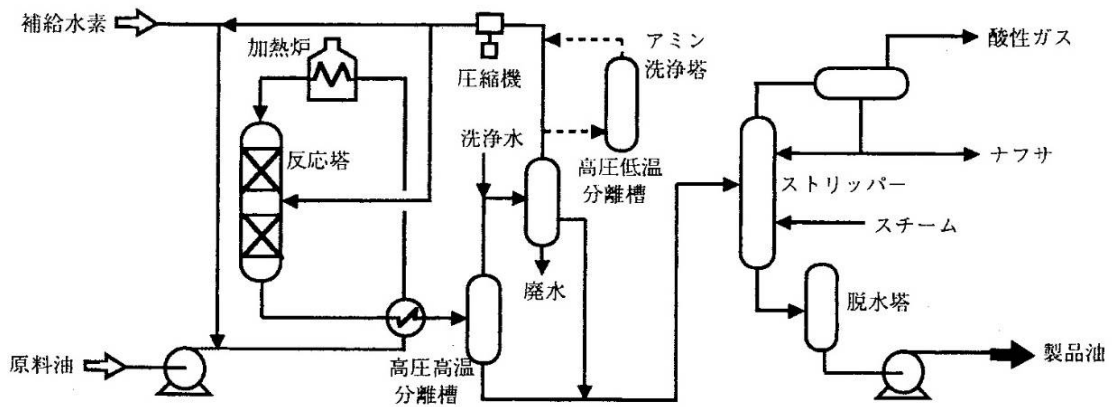 補給水素
加熱炉
圧縮機
アミン
洗浄塔
酸性ガス
反応塔
洗浄水
高圧低温
分離槽
ナフサ
ストリッパー
スチーム
廃水
脱水塔
原料油
高圧高温
分離槽
製品油